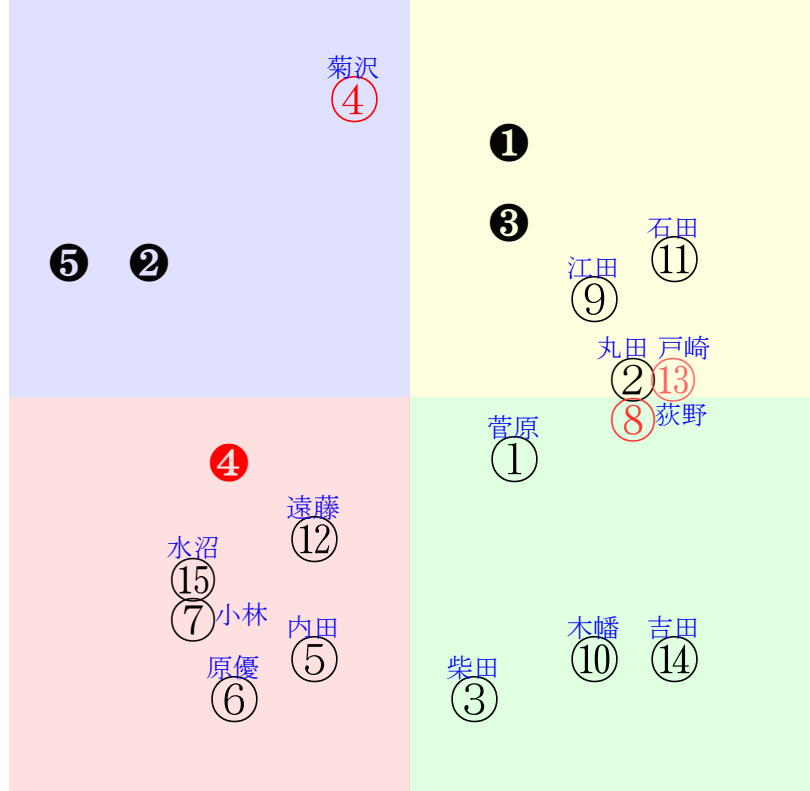 菊沢
④
❶
❸
石田
⑪
❺ ❷
江田
⑨
丸田 戸崎
② ⑬
⑧ 荻野
菅原
①
❹
遠藤
⑫
水沼
⑮
⑦ 小林
内田 木幡 吉田
⑤ ⑩ ⑭
原優 柴田
⑥ ③